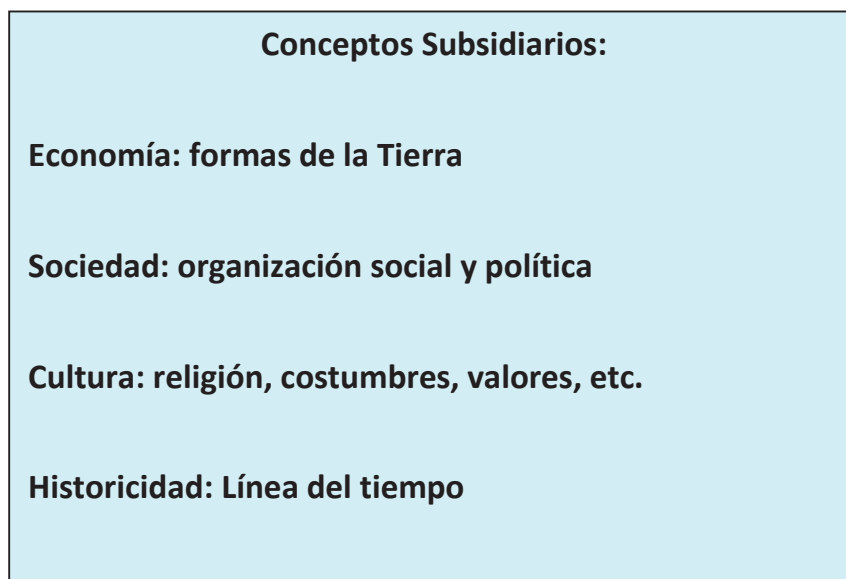 Conceptos Subsidiarios:
Economía: formas de la Tierra
Sociedad: organización social y política
Cultura: religión, costumbres, valores, etc.
Historicidad: Línea del tiempo